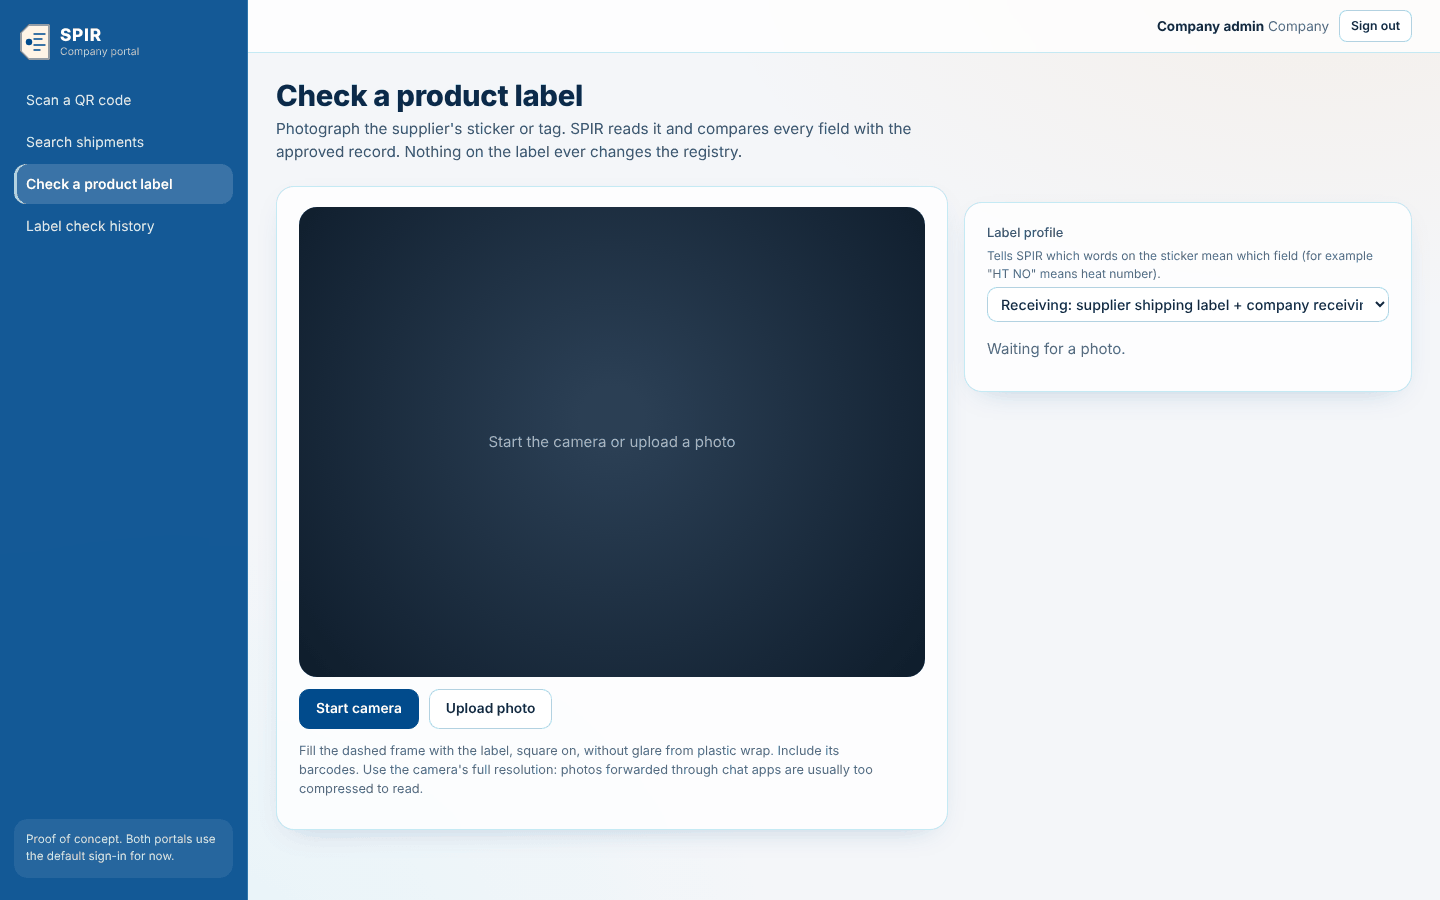 SPIR
Company portal
Scan a QR code
Search shipments
Check a product label
Label check history
Proof of concept. Both portals use
the default sign-in for now.
Company admin Company
Sign out
Check a product label
Photograph the supplier's sticker or tag. SPIR reads it and compares every field with the
approved record. Nothing on the label ever changes the registry.
Start the camera or upload a photo
Start camera
Upload photo
Fill the dashed frame with the label, square on, without glare from plastic wrap. Include its
barcodes. Use the camera's full resolution: photos forwarded through chat apps are usually too
compressed to read.
Label profile
Tells SPIR which words on the sticker mean which field (for example
"HT NO" means heat number).
Receiving: supplier shipping label + company receivin
Waiting for a photo.